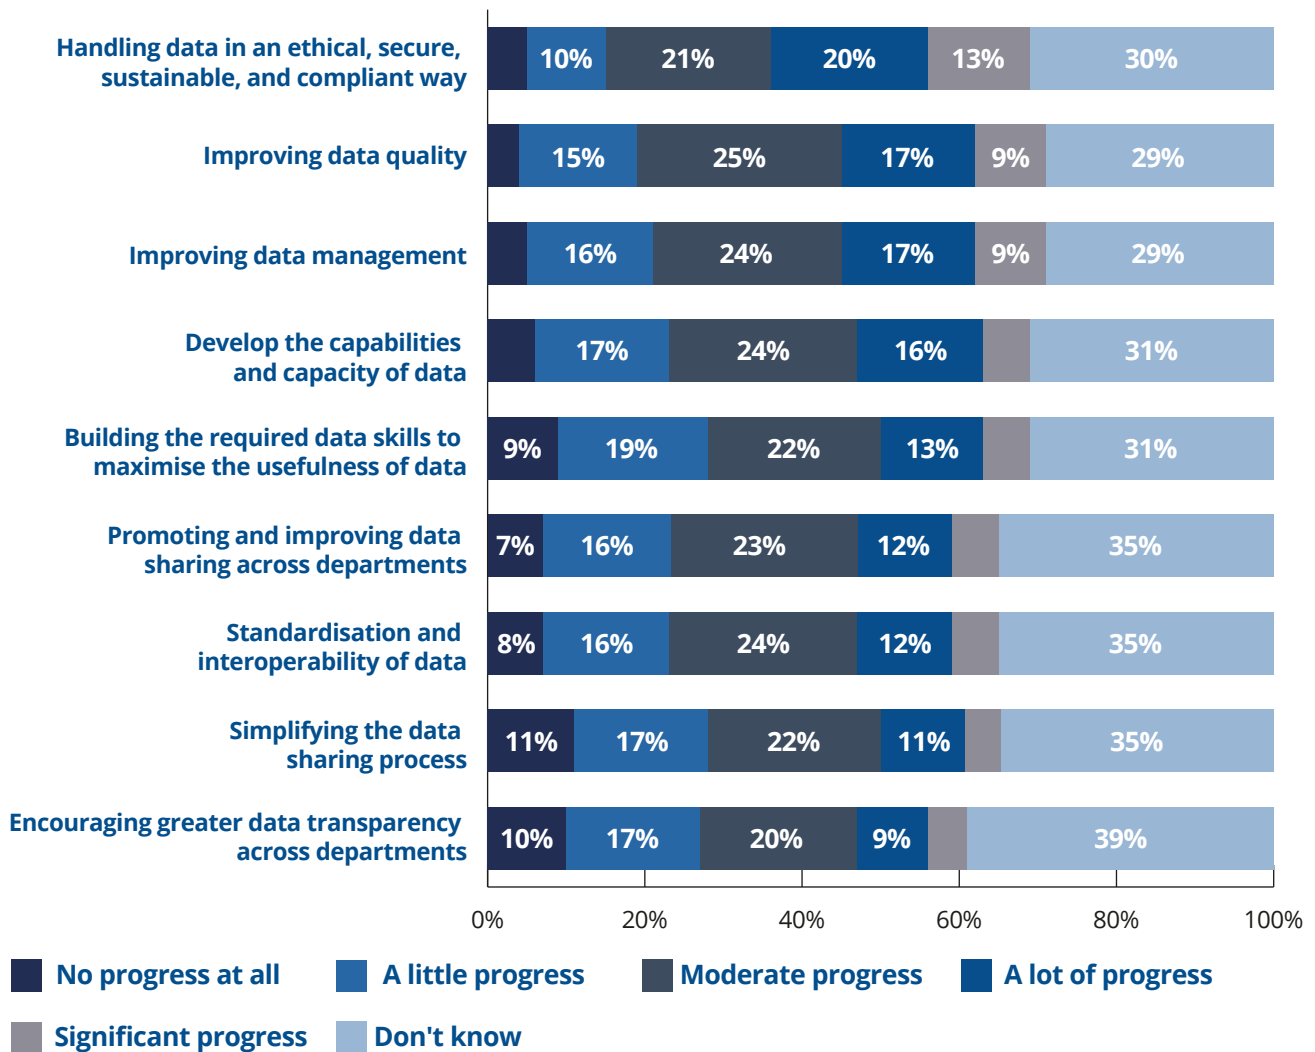 Handling data in an ethical, secure,
sustainable, and compliant way
10% 21% 20% 13% 30%
Improving data quality
15% 25% 17% 9% 29%
Improving data management
16% 24% 17% 9% 29%
Develop the capabilities
and capacity of data
17% 24% 16% 31%
Building the required data skills to
maximise the usefulness of data
9% 19% 22% 13% 31%
Promoting and improving data
sharing across departments
7% 16% 23% 12% 35%
Standardisation and
interoperability of data
8% 16% 24% 12% 35%
Simplifying the data
sharing process
11% 17% 22% 11% 35%
Encouraging greater data transparency
across departments
10% 17% 20% 9% 39%
0% 20% 40% 60% 80% 100%
No progress at all A little progress Moderate progress A lot of progress
Significant progress Don't know